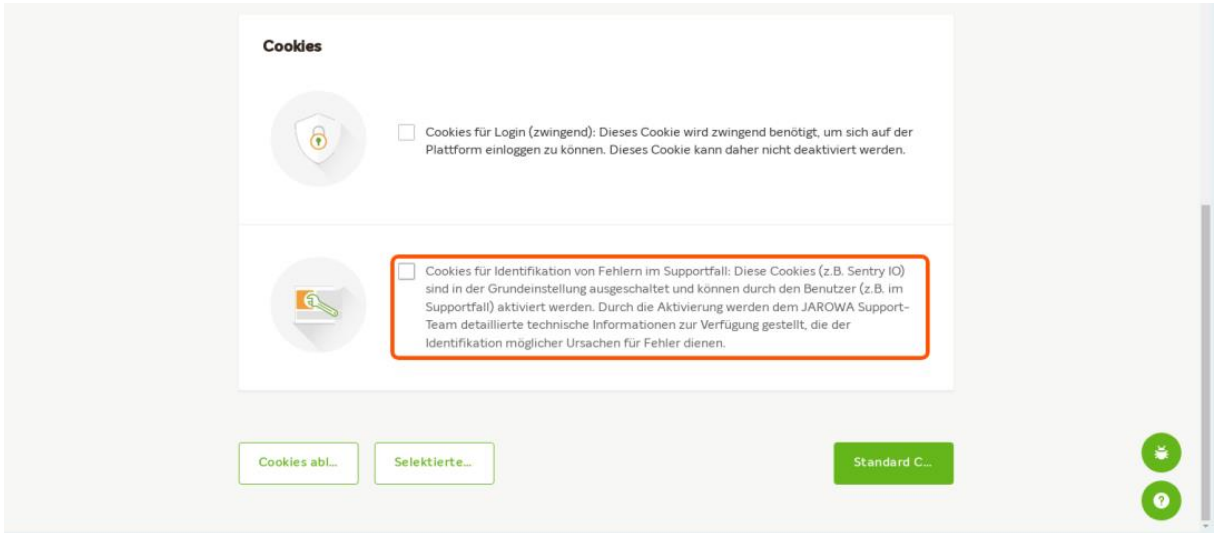 Cookies
Cookies für Login (zwingend): Dieses Cookie wird zwingend benötigt, um sich auf der
Plattform einloggen zu können. Dieses Cookie kann daher nicht deaktiviert werden.
Cookies für Identifikation von Fehlern im Supportfall: Diese Cookies (z.B. Sentry IO)
sind in der Grundeinstellung ausgeschaltet und können durch den Benutzer (z.B. im
Supportfall) aktiviert werden. Durch die Aktivierung werden dem JAROWA Support-
Team detaillierte technische Informationen zur Verfügung gestellt, die der
Identifikation möglicher Ursachen für Fehler dienen.
Cookies abl...
Selektierte...
Standard C...